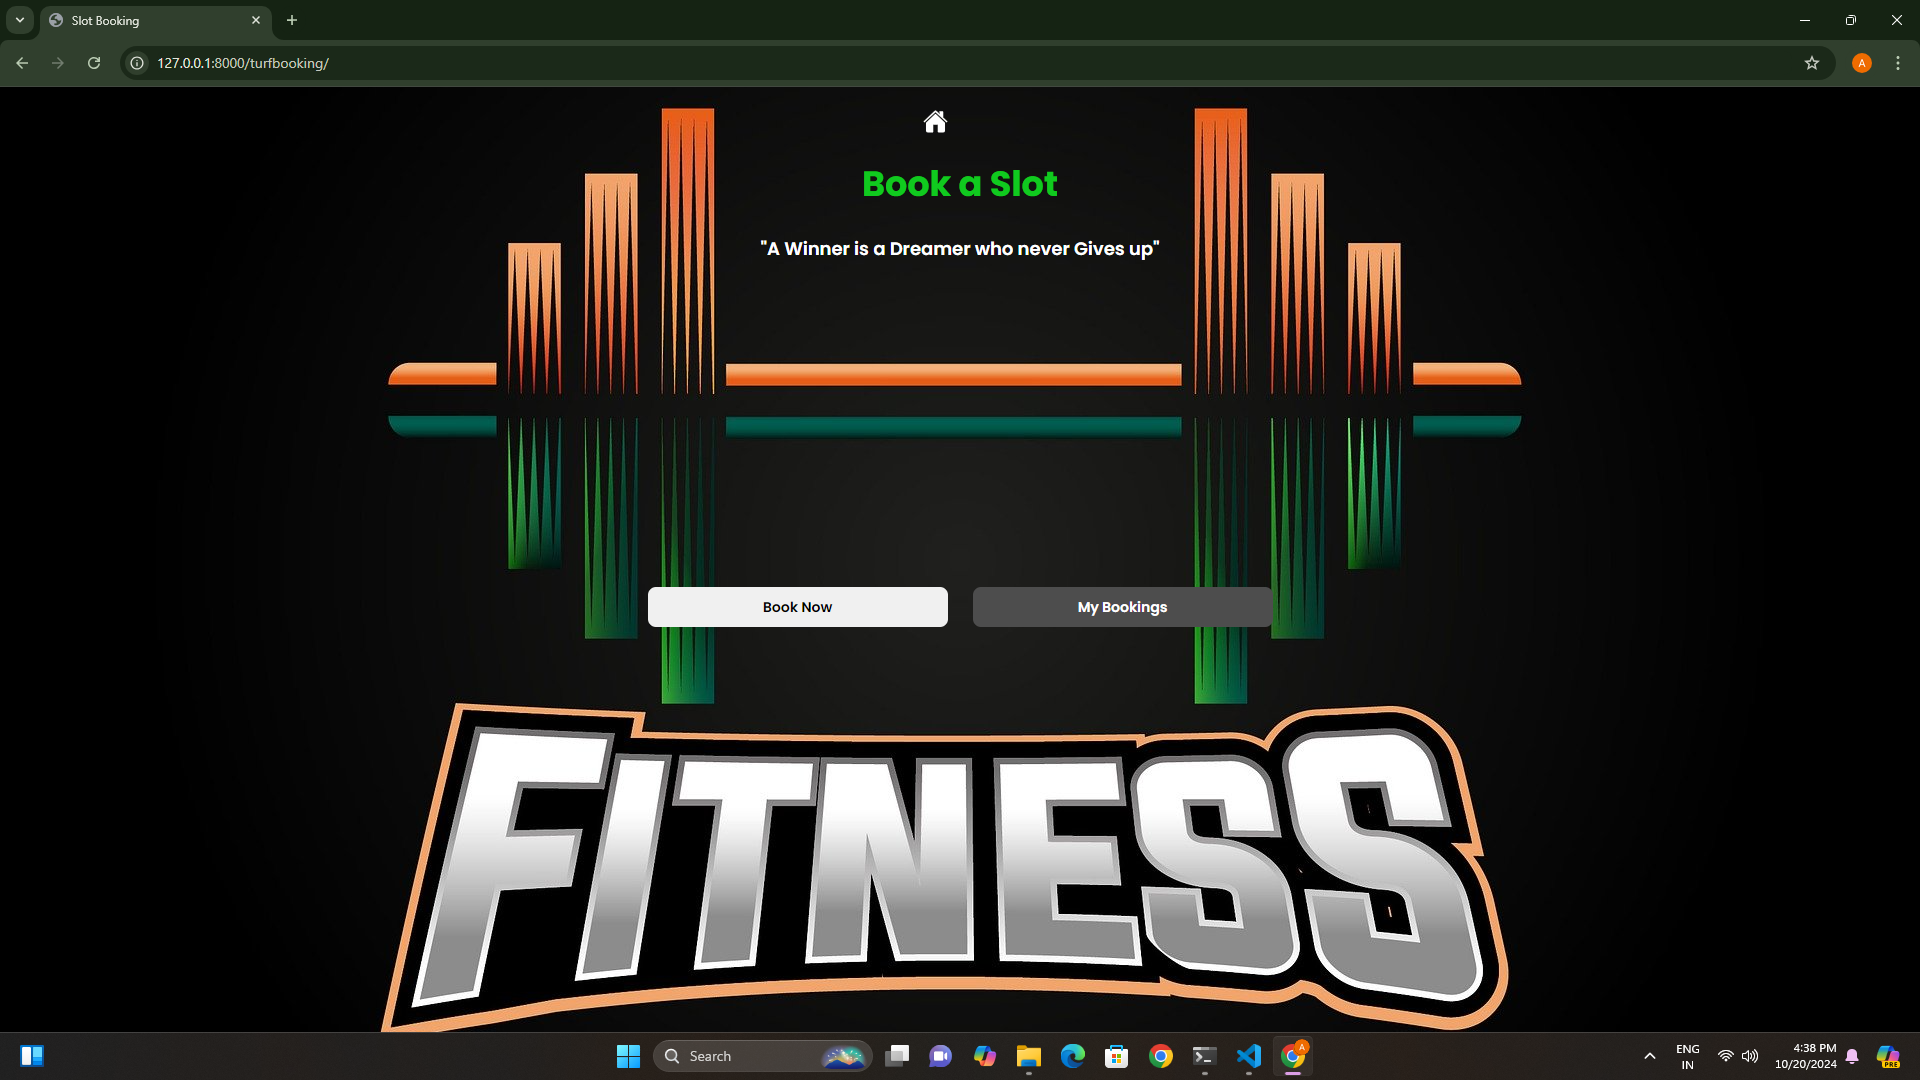 Slot Booking
127.0.0.1:8000/turfbooking/
A
Book a Slot
"A Winner is a Dreamer who never Gives up"
Book Now
My Bookings
FITNESS
Search
A
ENG
IN
4:38 PM
10/20/2024
PRE